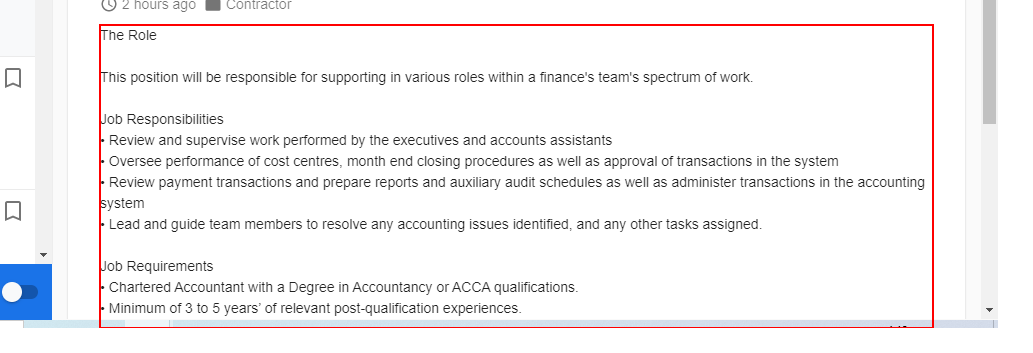 2 hours ago Contractor
The Role
This position will be responsible for supporting in various roles within a finance's team's spectrum of work.
Job Responsibilities
• Review and supervise work performed by the executives and accounts assistants
• Oversee performance of cost centres, month end closing procedures as well as approval of transactions in the system
• Review payment transactions and prepare reports and auxiliary audit schedules as well as administer transactions in the accounting
system
• Lead and guide team members to resolve any accounting issues identified, and any other tasks assigned.
Job Requirements
• Chartered Accountant with a Degree in Accountancy or ACCA qualifications.
• Minimum of 3 to 5 years’ of relevant post-qualification experiences.